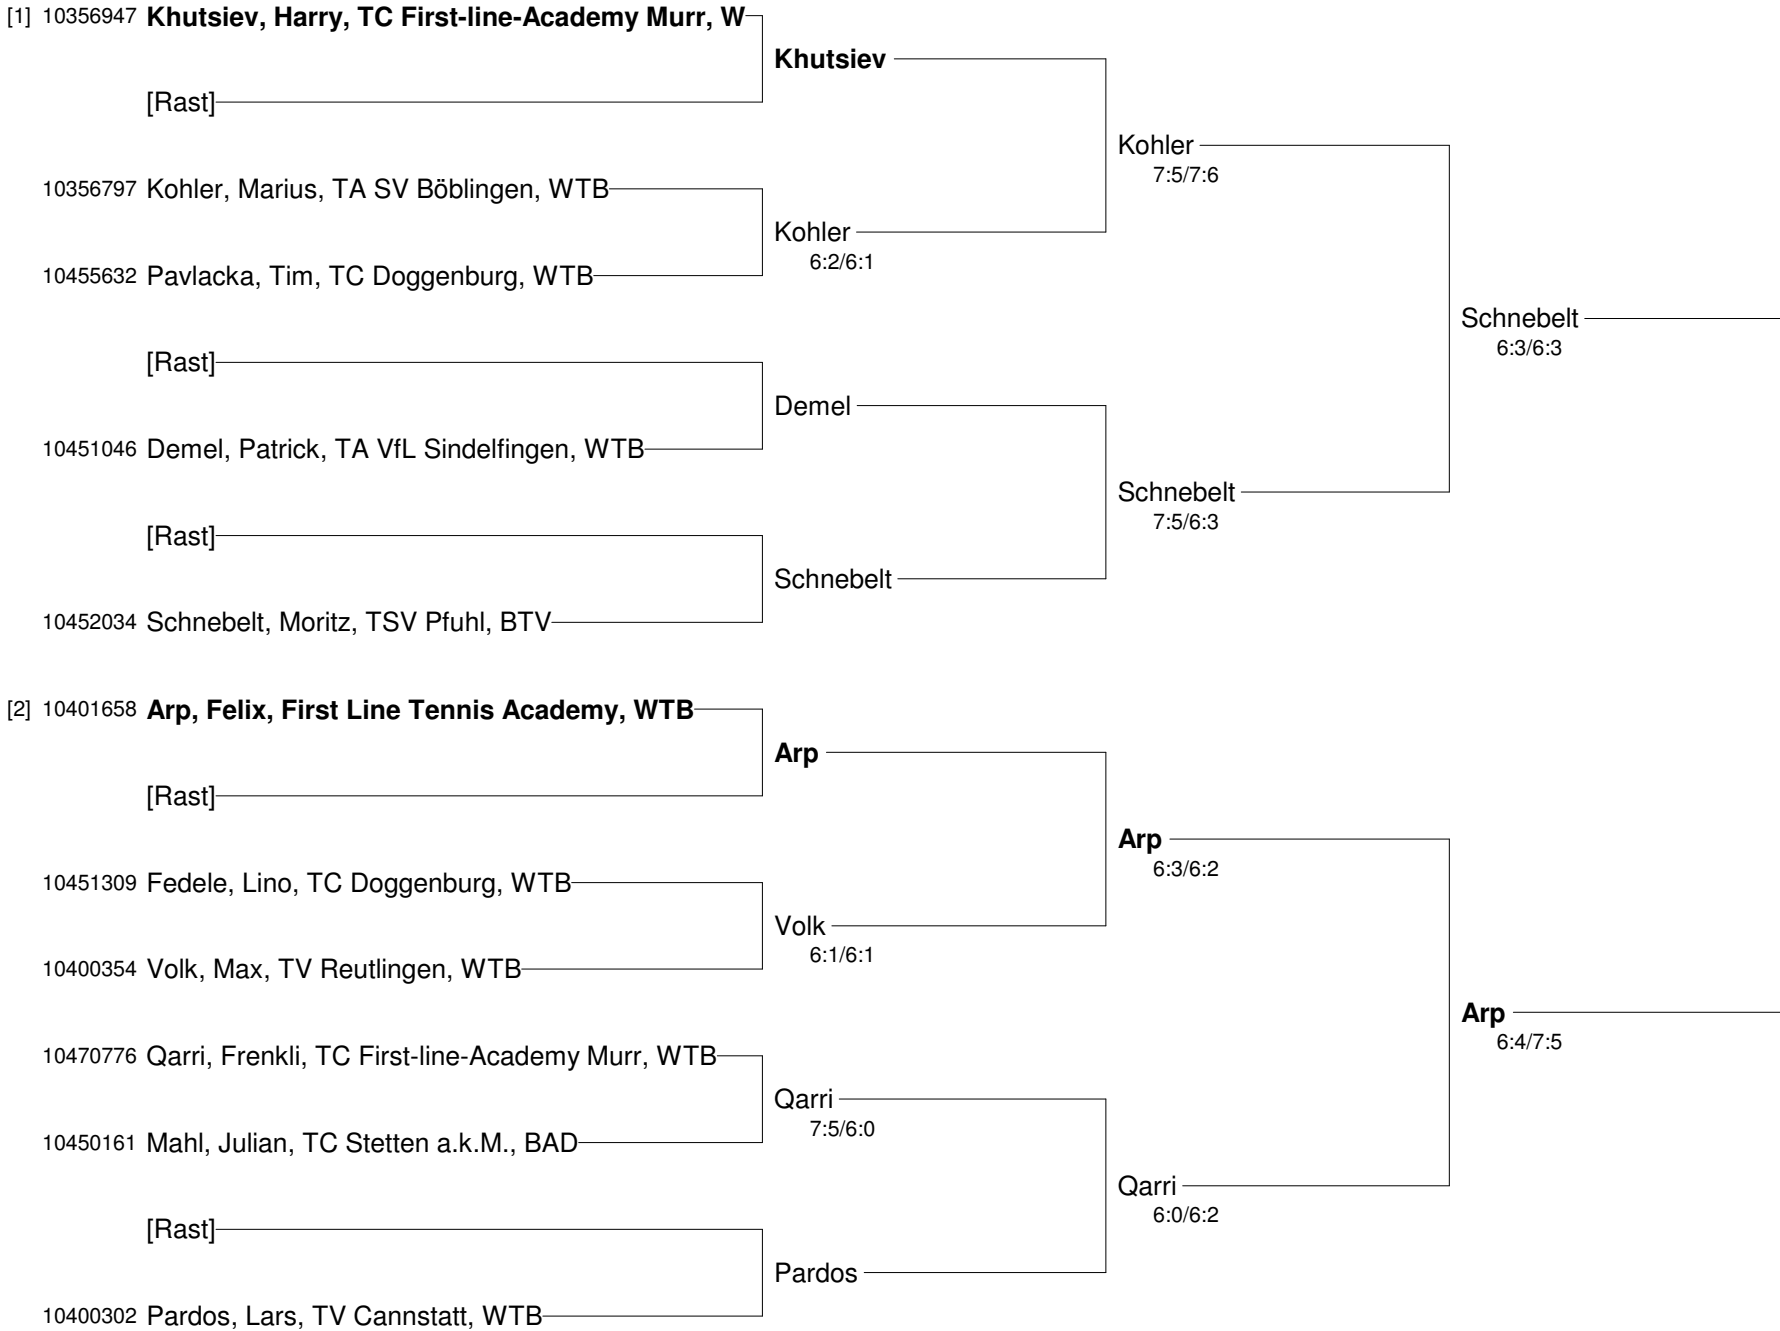 [1] 10356947 Khutsiev, Harry, TC First-line-Academy Murr, W
Khutsiev
[Rast]
Kohler
7:5/7:6
10356797 Kohler, Marius, TA SV Böblingen, WTB
Kohler
6:2/6:1
10455632 Pavlacka, Tim, TC Doggenburg, WTB
Schnebelt
6:3/6:3
[Rast]
Demel
10451046 Demel, Patrick, TA VfL Sindelfingen, WTB
Schnebelt
7:5/6:3
[Rast]
Schnebelt
10452034 Schnebelt, Moritz, TSV Pfuhl, BTV
[2] 10401658 Arp, Felix, First Line Tennis Academy, WTB
Arp
[Rast]
Arp
6:3/6:2
10451309 Fedele, Lino, TC Doggenburg, WTB
Volk
6:1/6:1
10400354 Volk, Max, TV Reutlingen, WTB
Arp
6:4/7:5
10470776 Qarri, Frenkli, TC First-line-Academy Murr, WTB
Qarri
7:5/6:0
10450161 Mahl, Julian, TC Stetten a.k.M., BAD
Qarri
6:0/6:2
[Rast]
Pardos
10400302 Pardos, Lars, TV Cannstatt, WTB